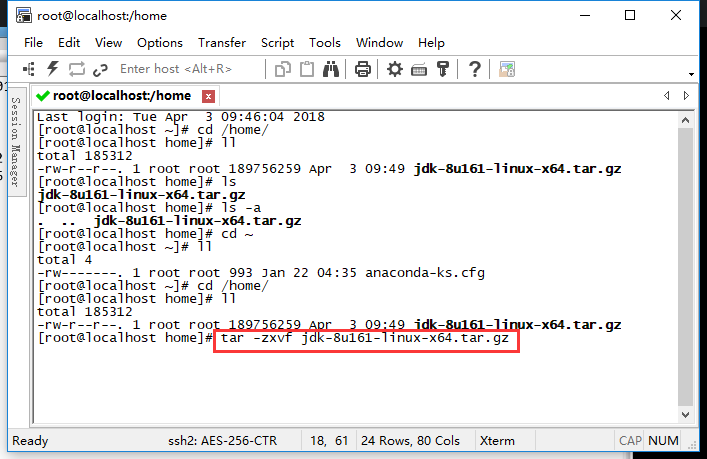 root@localhost:/home
File Edit View Options Transfer Script Tools Window Help
Enter host <Alt+R>
root@localhost:/home
Session Manager
Last login: Tue Apr  3 09:46:04 2018
[root@localhost ~]# cd /home/
[root@localhost home]# ll
total 185312
-rw-r--r--. 1 root root 189756259 Apr  3 09:49 jdk-8u161-linux-x64.tar.gz
[root@localhost home]# ls
jdk-8u161-linux-x64.tar.gz
[root@localhost home]# ls -a
.  ..  jdk-8u161-linux-x64.tar.gz
[root@localhost home]# cd ~
[root@localhost ~]# ll
total 4
-rw-------. 1 root root 993 Jan 22 04:35 anaconda-ks.cfg
[root@localhost ~]# cd /home/
[root@localhost home]# ll
total 185312
-rw-r--r--. 1 root root 189756259 Apr  3 09:49 jdk-8u161-linux-x64.tar.gz
[root@localhost home]# tar -zxvf jdk-8u161-linux-x64.tar.gz
Ready ssh2: AES-256-CTR 18, 61 24 Rows, 80 Cols Xterm CAP NUM